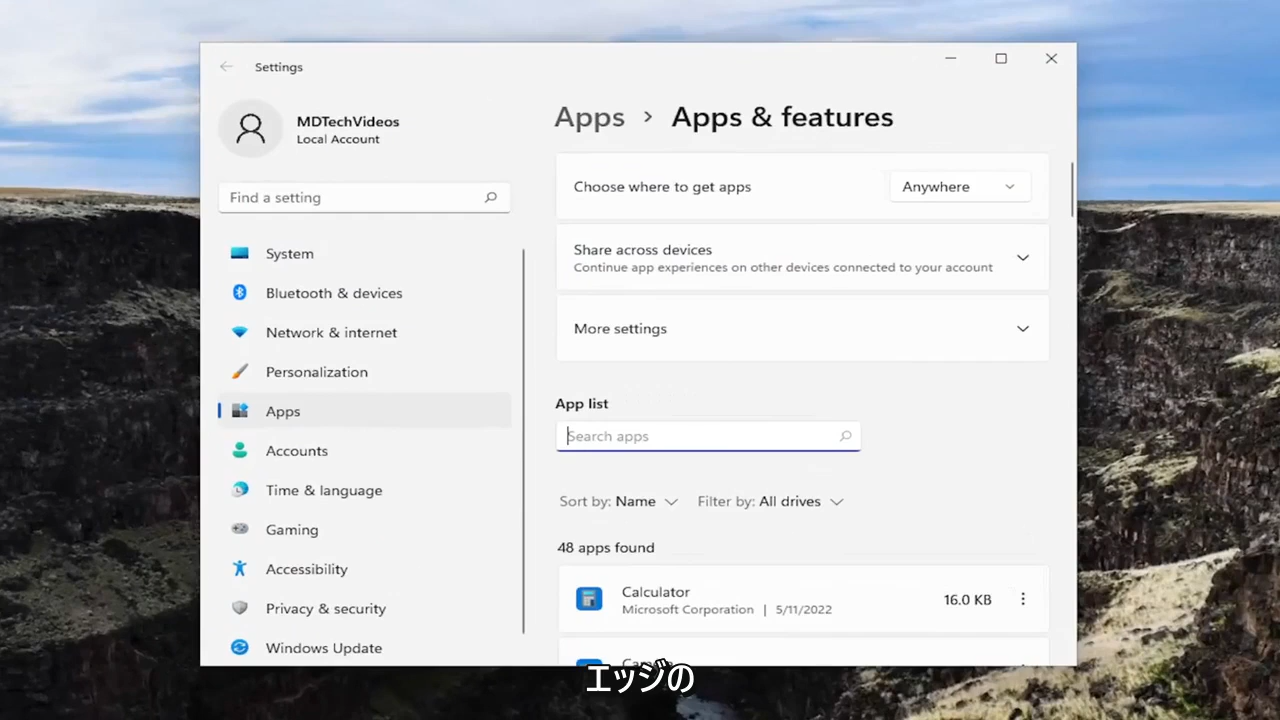 Settings
MDTechVideos
Local Account
Find a setting
System
Bluetooth & devices
Network & internet
Personalization
Apps
Accounts
Time & language
Gaming
Accessibility
Privacy & security
Windows Update
Apps > Apps & features
Choose where to get apps
Anywhere
Share across devices
Continue app experiences on other devices connected to your account
More settings
App list
Search apps
Sort by: Name
Filter by: All drives
48 apps found
Calculator
Microsoft Corporation | 5/11/2022
16.0 KB
エッジの